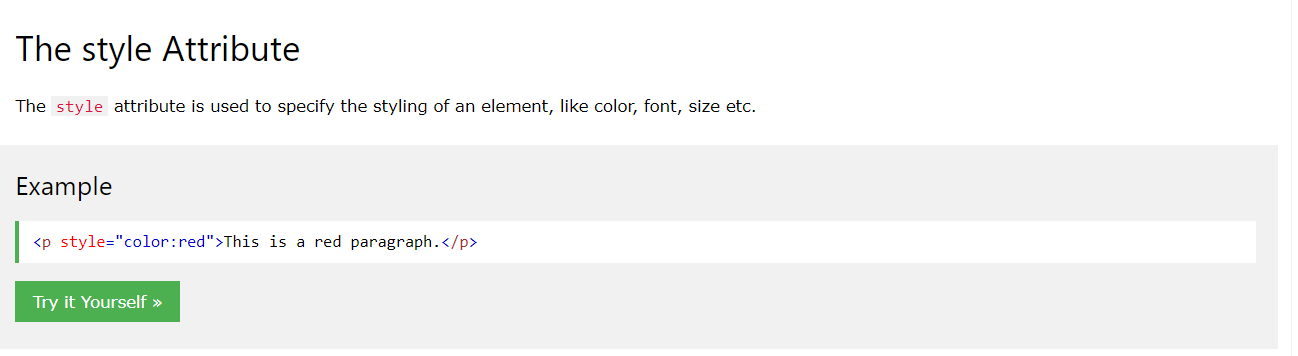 The style Attribute
The style attribute is used to specify the styling of an element, like color, font, size etc.
Example
<p style="color:red">This is a red paragraph.</p>
Try it Yourself »